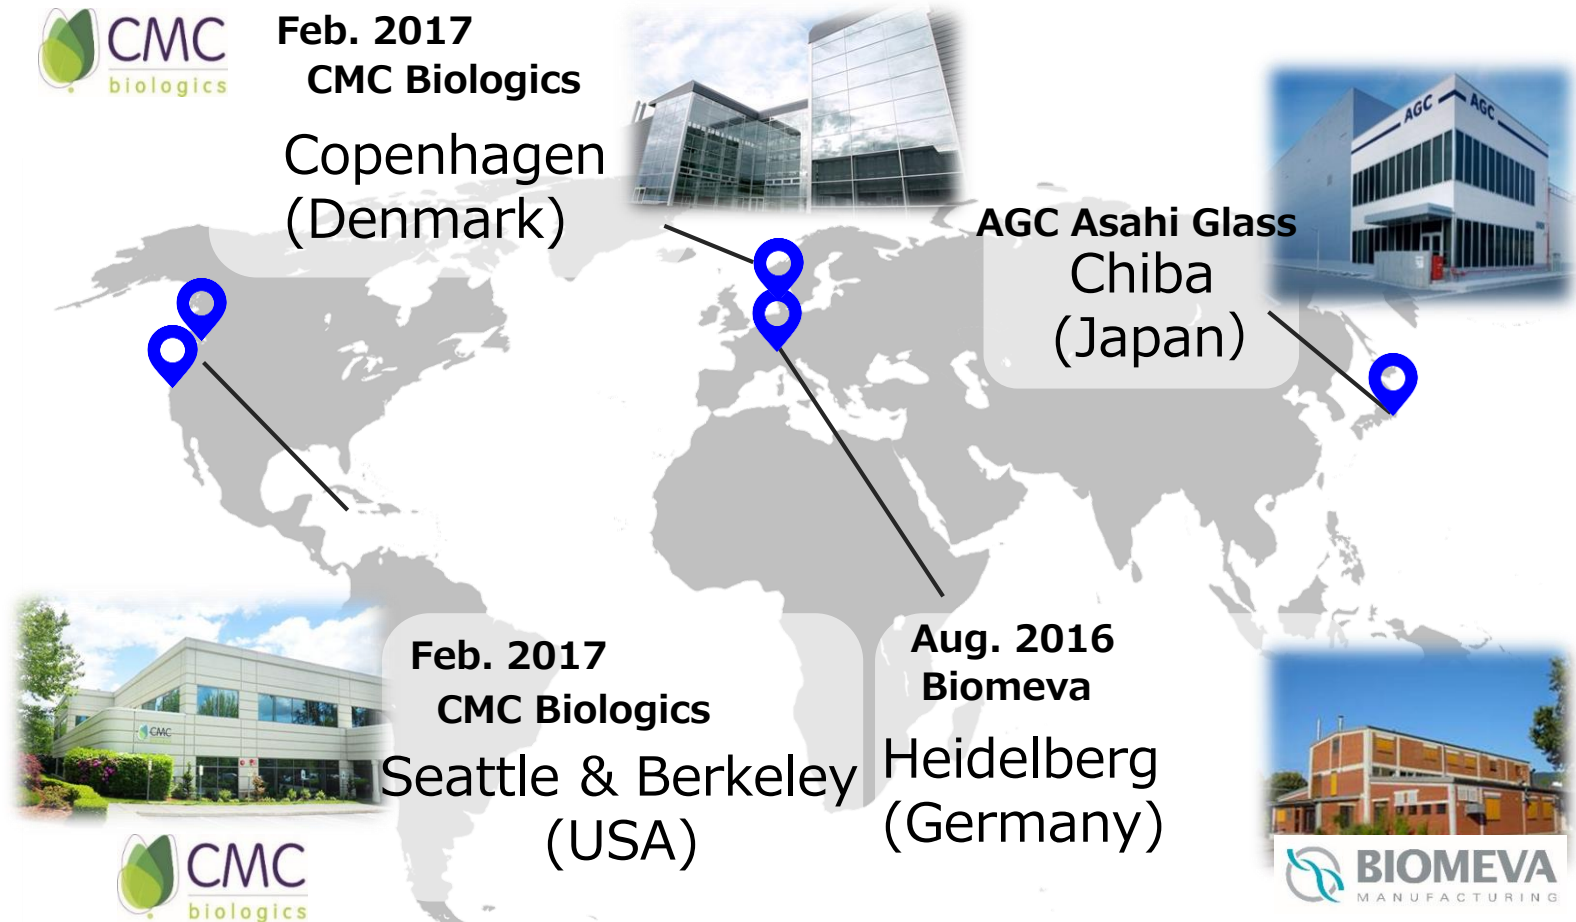 CMC
biologics
Feb. 2017
CMC Biologics
Copenhagen
(Denmark)
AGC AGC
AGC Asahi Glass
Chiba
(Japan)
CMC
Feb. 2017
CMC Biologics
Seattle & Berkeley
(USA)
CMC
biologics
Aug. 2016
Biomeva
Heidelberg
(Germany)
BIOMEVA
MANUFACTURING